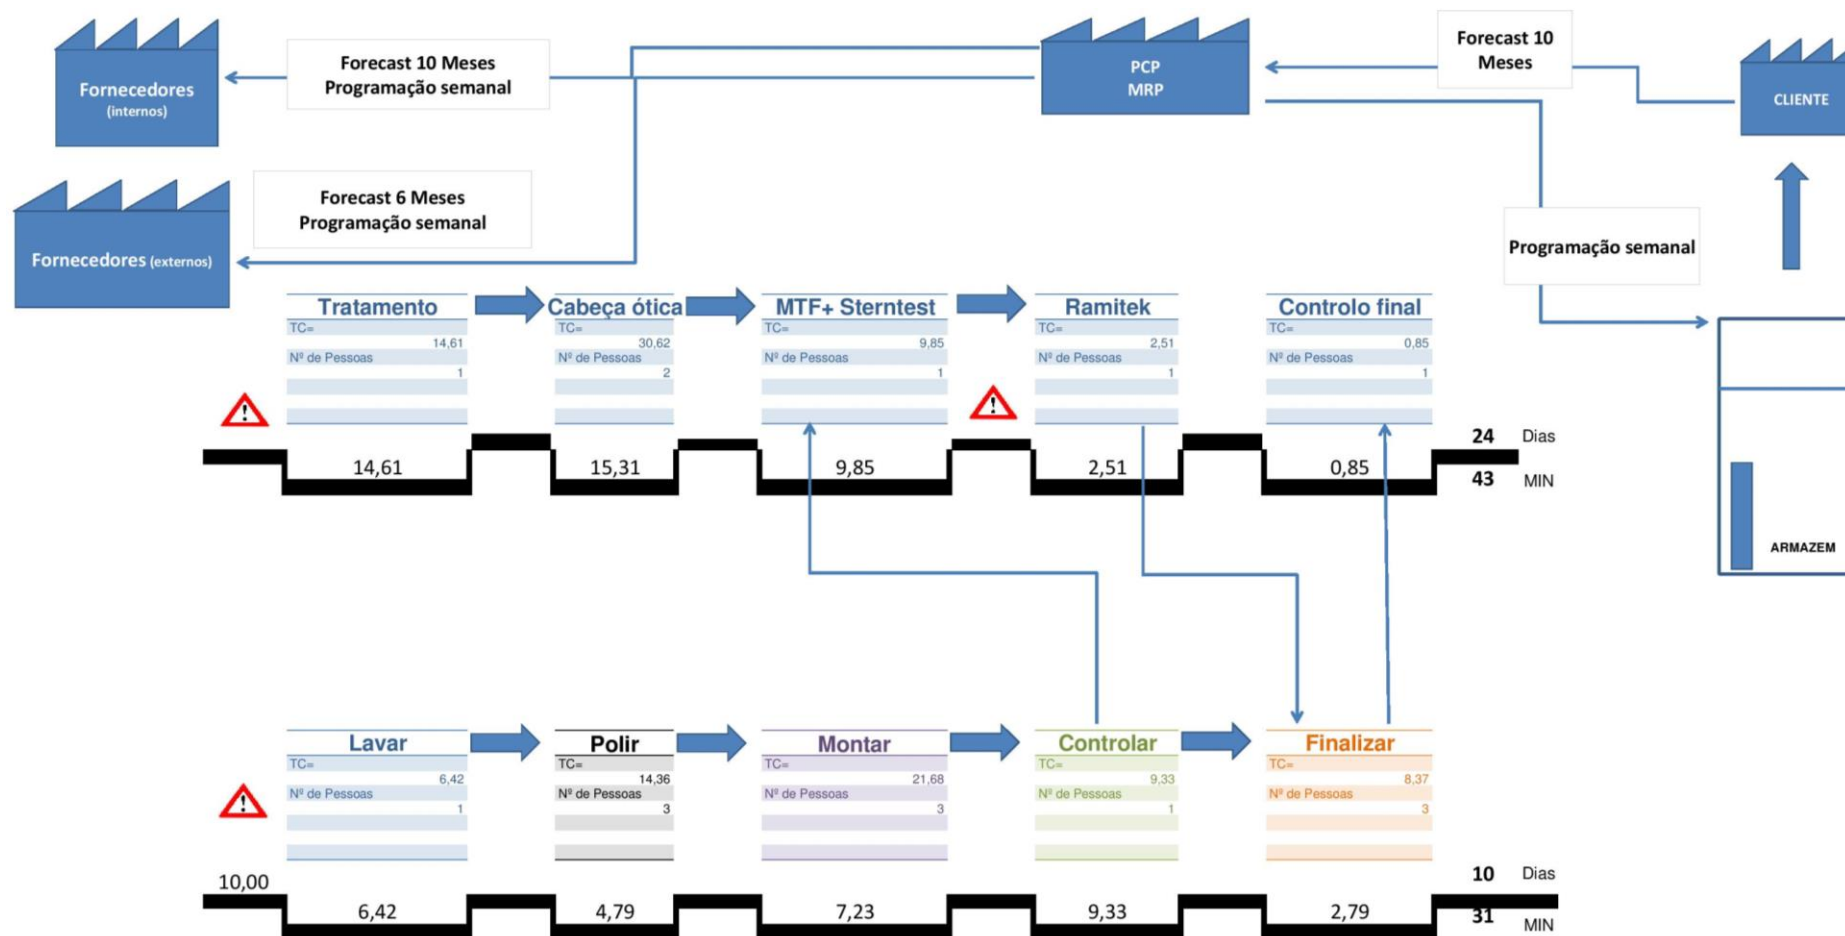 Fornecedores
(internos)
Forecast 10 Meses
Programação semanal
PCP
MRP
Forecast 10
Meses
CLIENTE
Forecast 6 Meses
Programação semanal
Fornecedores (externos)
Programação semanal
Tratamento
TC=
14,61
Nº de Pessoas
1
Cabeça ótica
TC=
30,62
Nº de Pessoas
2
MTF+ Sterntest
TC=
9,85
Nº de Pessoas
1
Ramitek
TC=
2,51
Nº de Pessoas
1
Controlo final
TC=
0,85
Nº de Pessoas
1
!
!
14,61
15,31
9,85
2,51
0,85
24 Dias
43 MIN
ARMAZEM
Lavar
TC=
6,42
Nº de Pessoas
1
Polir
TC=
14,36
Nº de Pessoas
3
Montar
TC=
21,68
Nº de Pessoas
3
Controlar
TC=
9,33
Nº de Pessoas
1
Finalizar
TC=
8,37
Nº de Pessoas
3
!
10,00
6,42
4,79
7,23
9,33
2,79
10 Dias
31 MIN